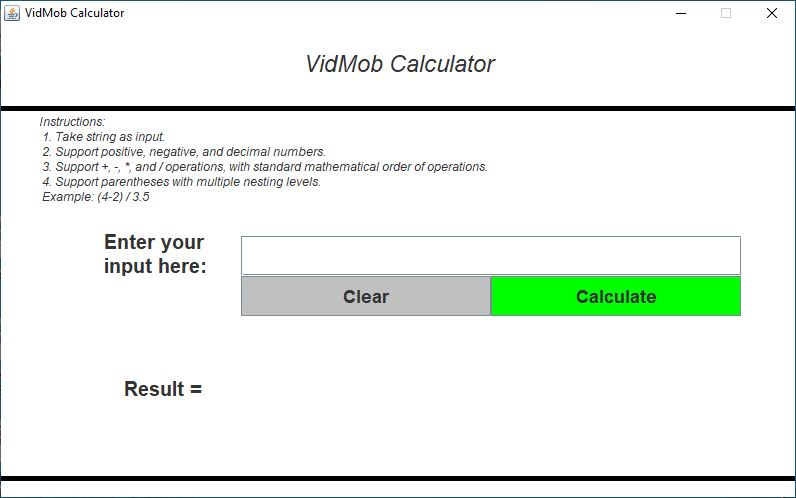 VidMob Calculator
VidMob Calculator
Instructions:
1. Take string as input.
2. Support positive, negative, and decimal numbers.
3. Support +, -, *, and / operations, with standard mathematical order of operations.
4. Support parentheses with multiple nesting levels.
Example: (4-2) / 3.5
Enter your
input here:
Clear
Calculate
Result =